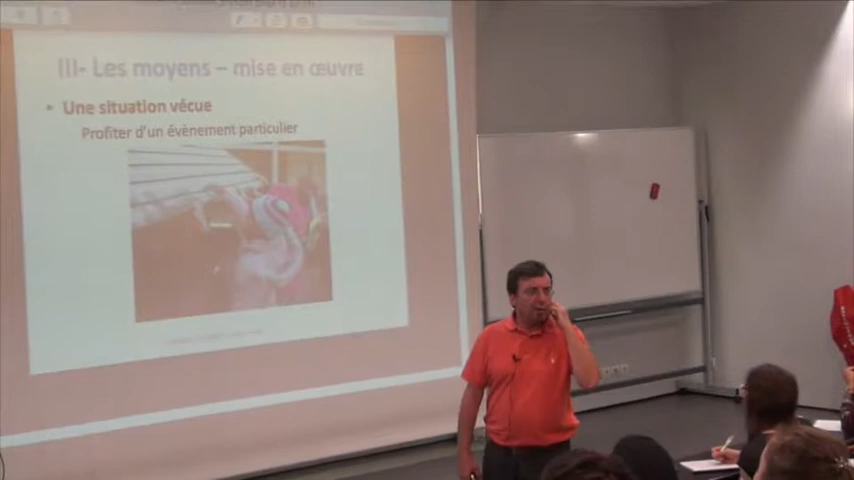 III- Les moyens – mise en œuvre
• Une situation vécue
Profiter d'un évènement particulier